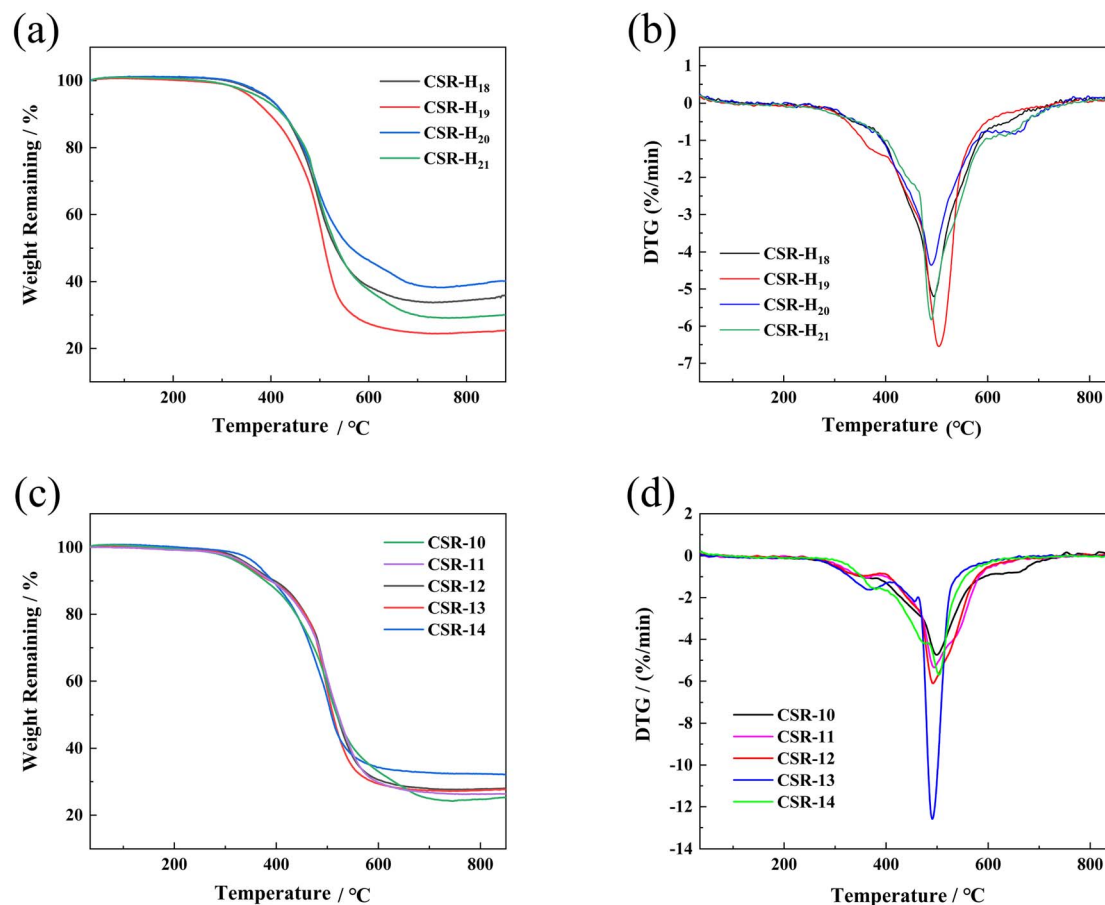 (a)
Weight Remaining / %
100
80
60
40
20
200
400
600
800
Temperature / °C
CSR-H18
CSR-H19
CSR-H20
CSR-H21
(b)
DTG (%/min)
1
0
-1
-2
-3
-4
-5
-6
-7
200
400
600
800
Temperature (°C)
CSR-H18
CSR-H19
CSR-H20
CSR-H21
(c)
Weight Remaining / %
100
80
60
40
20
200
400
600
800
Temperature / °C
CSR-10
CSR-11
CSR-12
CSR-13
CSR-14
(d)
DTG / (%/min)
2
0
-2
-4
-6
-8
-10
-12
-14
200
400
600
800
Temperature / °C
CSR-10
CSR-11
CSR-12
CSR-13
CSR-14